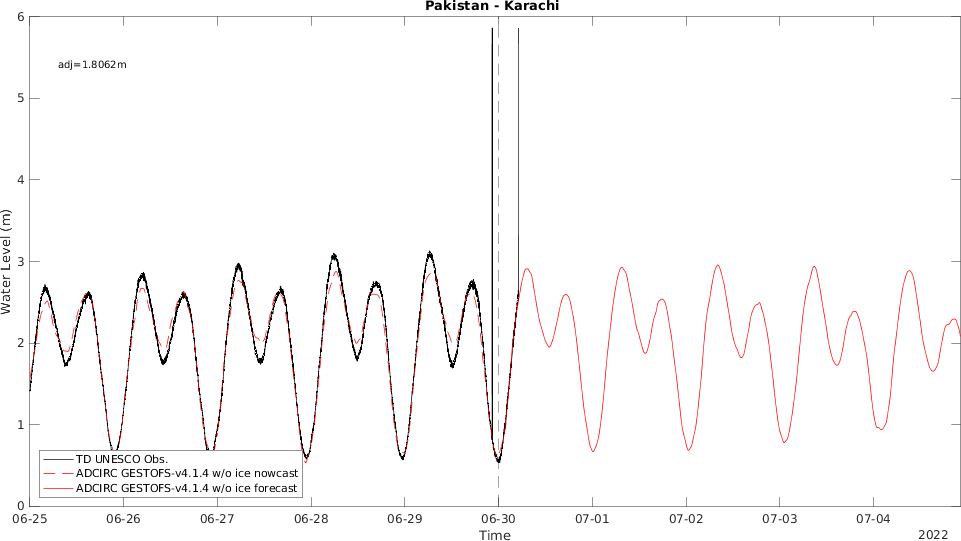 Pakistan - Karachi
adj=1.8062m
Water Level (m)
6
5
4
3
2
1
0
TD UNESCO Obs.
ADCIRC GESTOFS-v4.1.4 w/o ice nowcast
ADCIRC GESTOFS-v4.1.4 w/o ice forecast
06-25 06-26 06-27 06-28 06-29 06-30 07-01 07-02 07-03 07-04
Time
2022